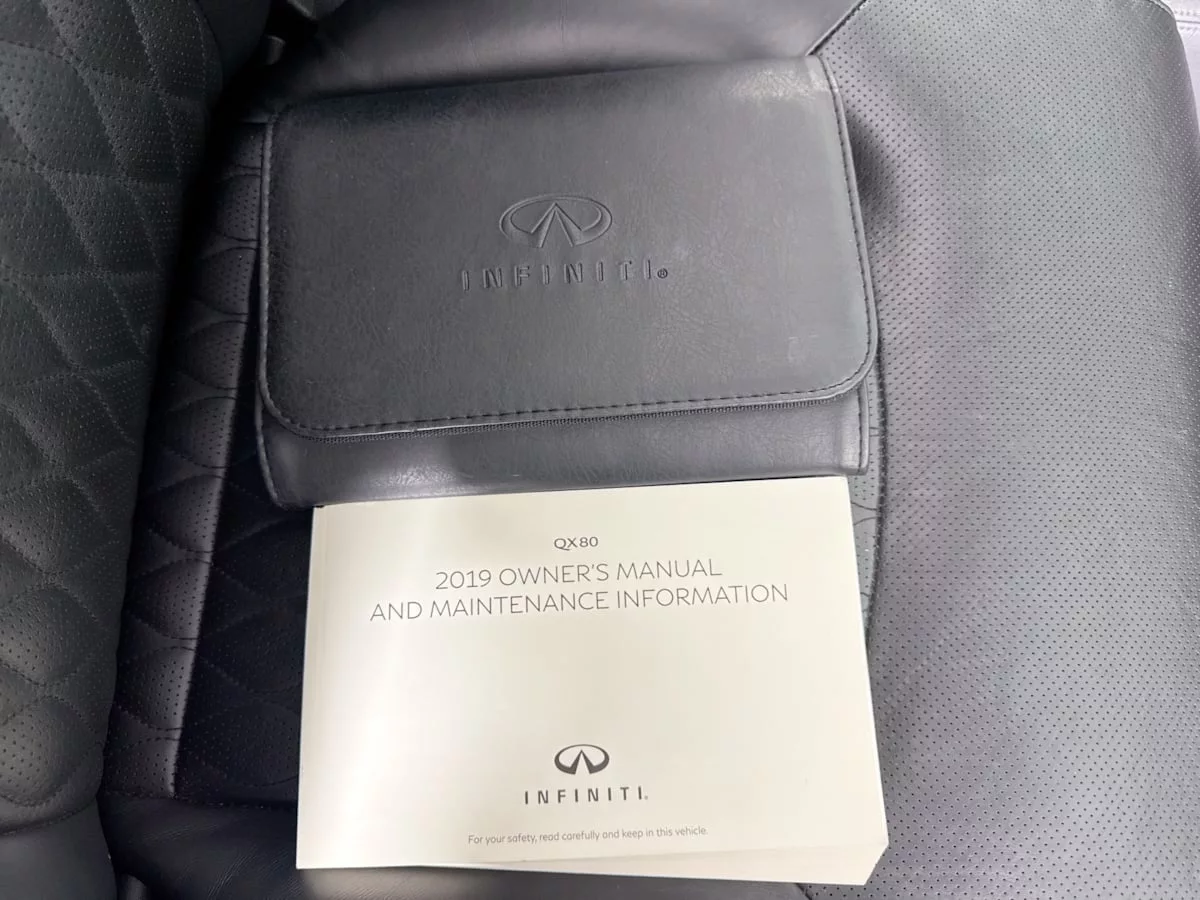 INFINITI®
QX80
2019 OWNER'S MANUAL
AND MAINTENANCE INFORMATION
INFINITI.
For your safety, read carefully and keep in this vehicle.